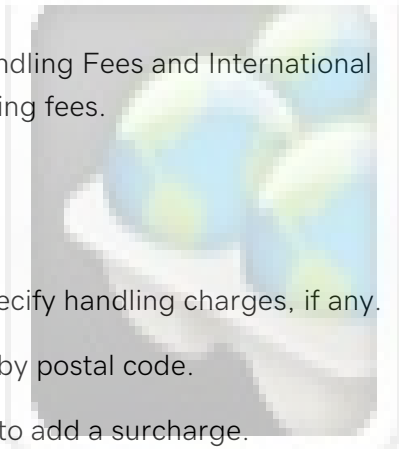 ndling Fees and International
ing fees.
ecify handling charges, if any.
by postal code.
to add a surcharge.